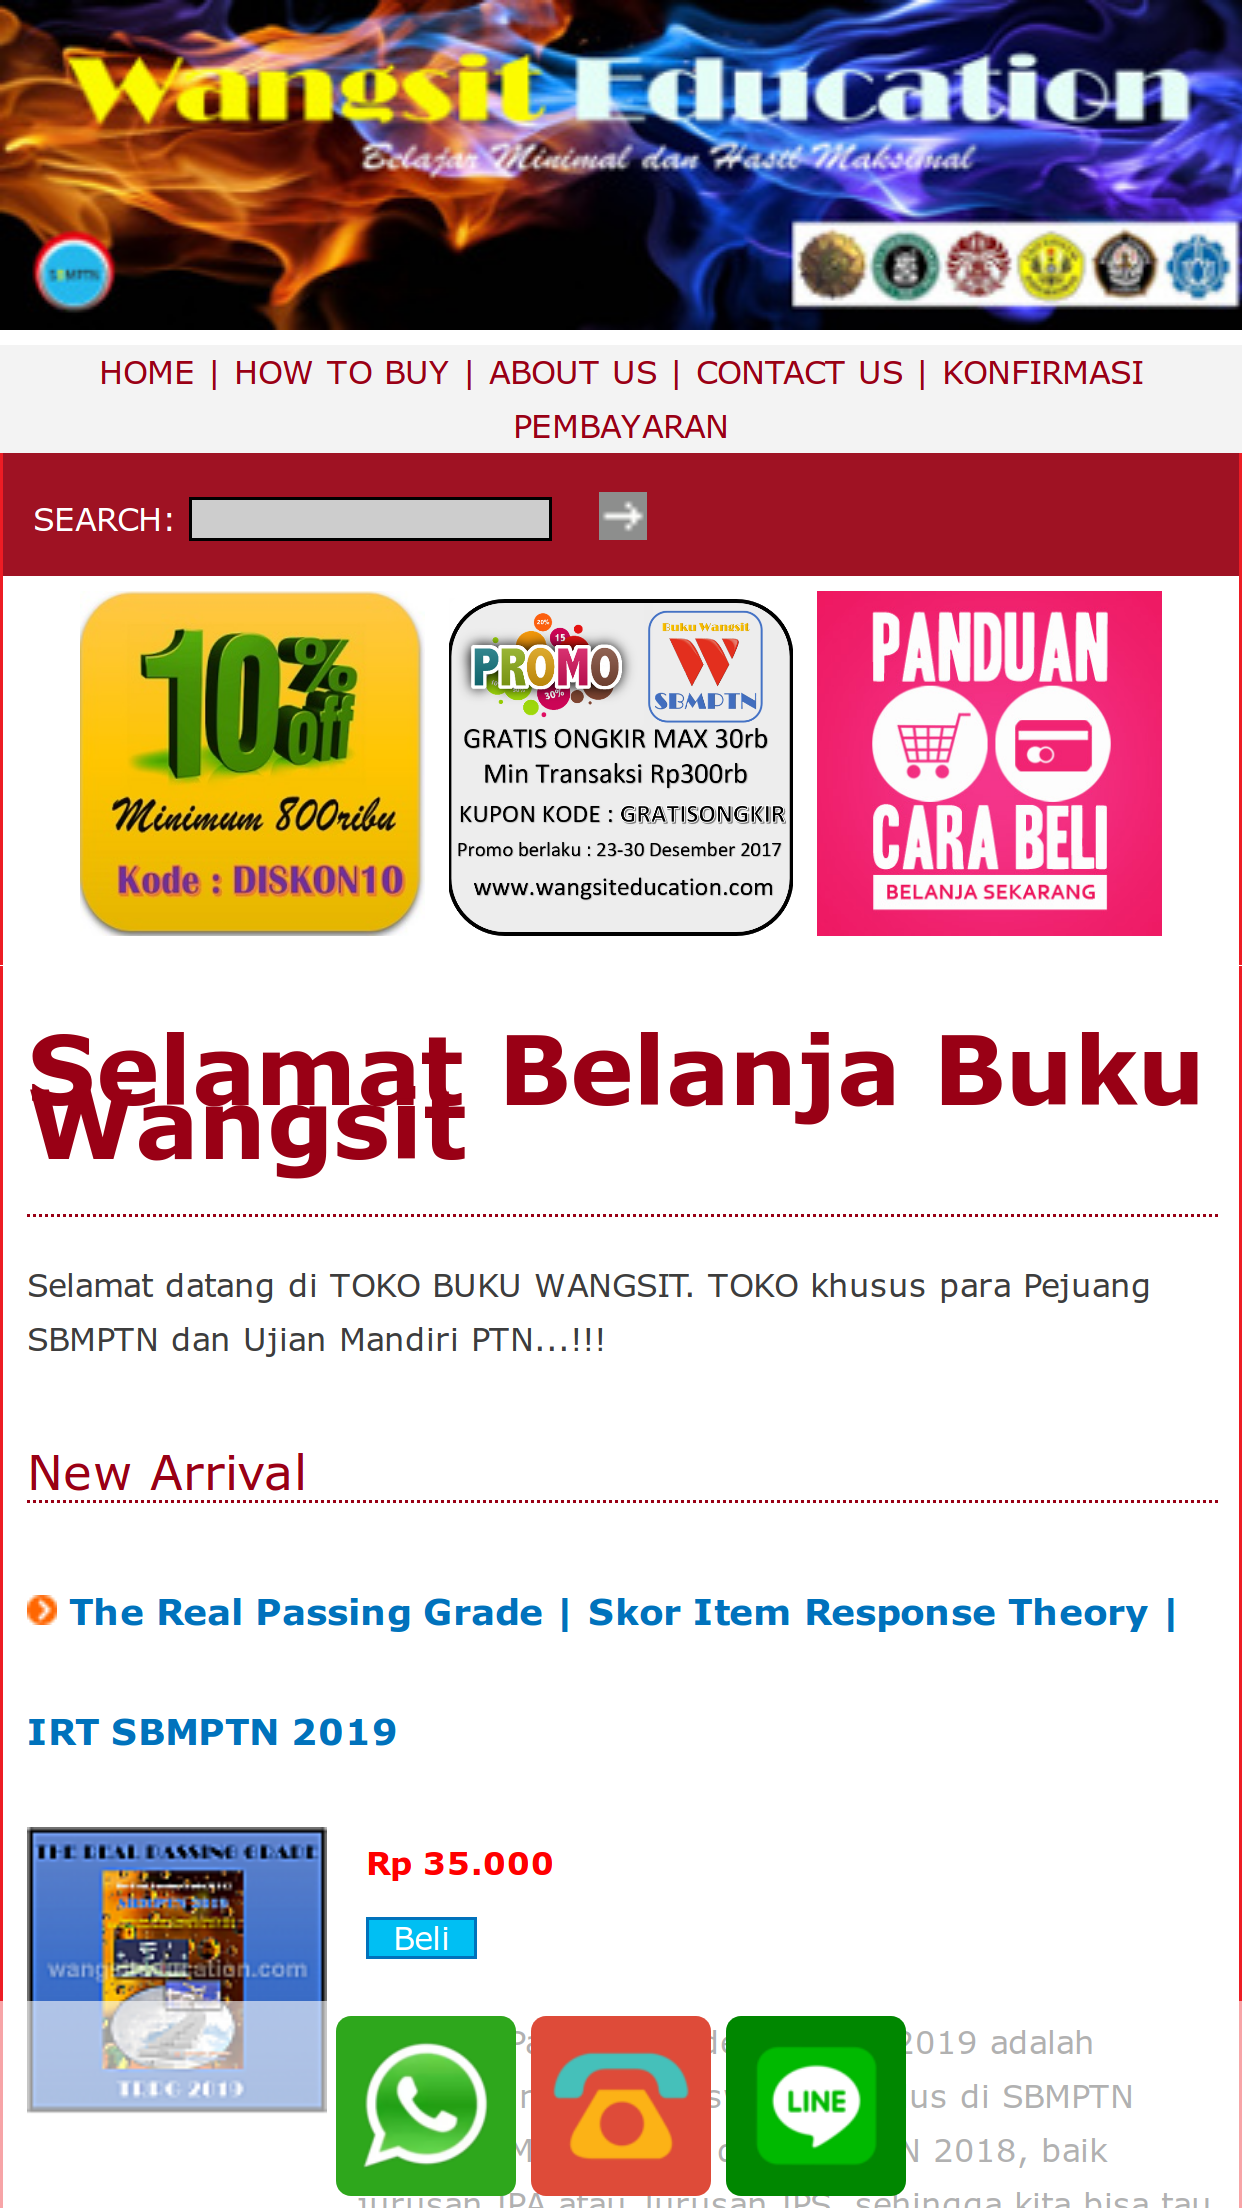 Wangsit Education
Belajar Minimal dan Hasil Maksimal
SBMPTN
HOME | HOW TO BUY | ABOUT US | CONTACT US | KONFIRMASI
PEMBAYARAN
SEARCH:
10% off
Minimum 800ribu
Kode : DISKON10
20%
15
PROMO
30%
Buku Wangsit
W
SBMPTN
GRATIS ONGKIR MAX 30rb
Min Transaksi Rp300rb
KUPON KODE : GRATISONGKIR
Promo berlaku : 23-30 Desember 2017
www.wangsiteducation.com
PANDUAN
CARA BELI
BELANJA SEKARANG
Selamat Belanja Buku
Wangsit
Selamat datang di TOKO BUKU WANGSIT. TOKO khusus para Pejuang
SBMPTN dan Ujian Mandiri PTN...!!!
New Arrival
The Real Passing Grade | Skor Item Response Theory |
IRT SBMPTN 2019
THE REAL PASSING GRADE
SBMPTN 2019
wangsiteducation.com
TRPG 2019
Rp 35.000
Beli
2019 adalah
di SBMPTN
2018, baik
Jurusan IPA atau Jurusan IPS, sehingga kita bisa tau
LINE